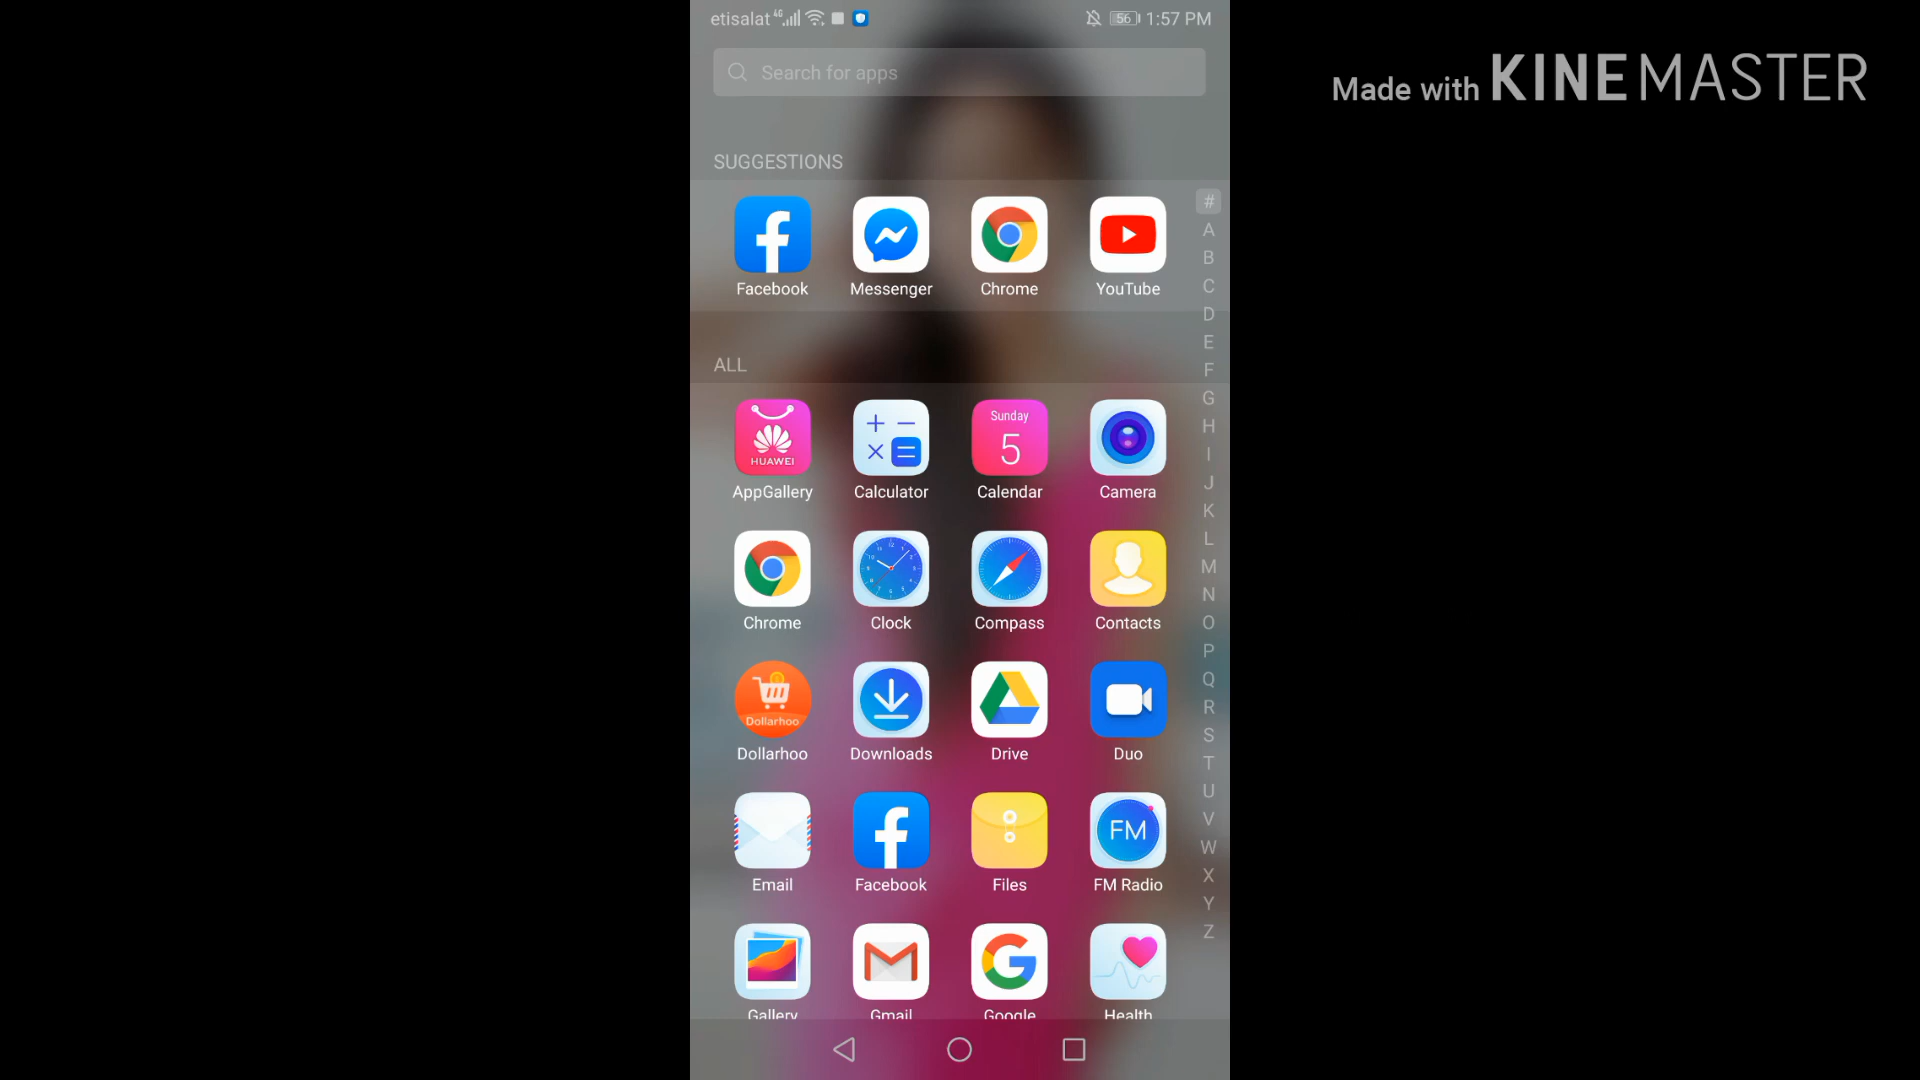 etisalat 4G 56 1:57 PM
Made with KINEMASTER
Search for apps
SUGGESTIONS
#
Facebook Messenger Chrome YouTube
A
B
C
D
E
F
G
H
I
J
K
L
M
N
O
P
Q
R
S
T
U
V
W
X
Y
Z
ALL
HUAWEI
Sunday
5
AppGallery Calculator Calendar Camera
Chrome Clock Compass Contacts
Dollarhoo
Dollarhoo Downloads Drive Duo
FM
Email Facebook Files FM Radio
Gallery Gmail Google Health